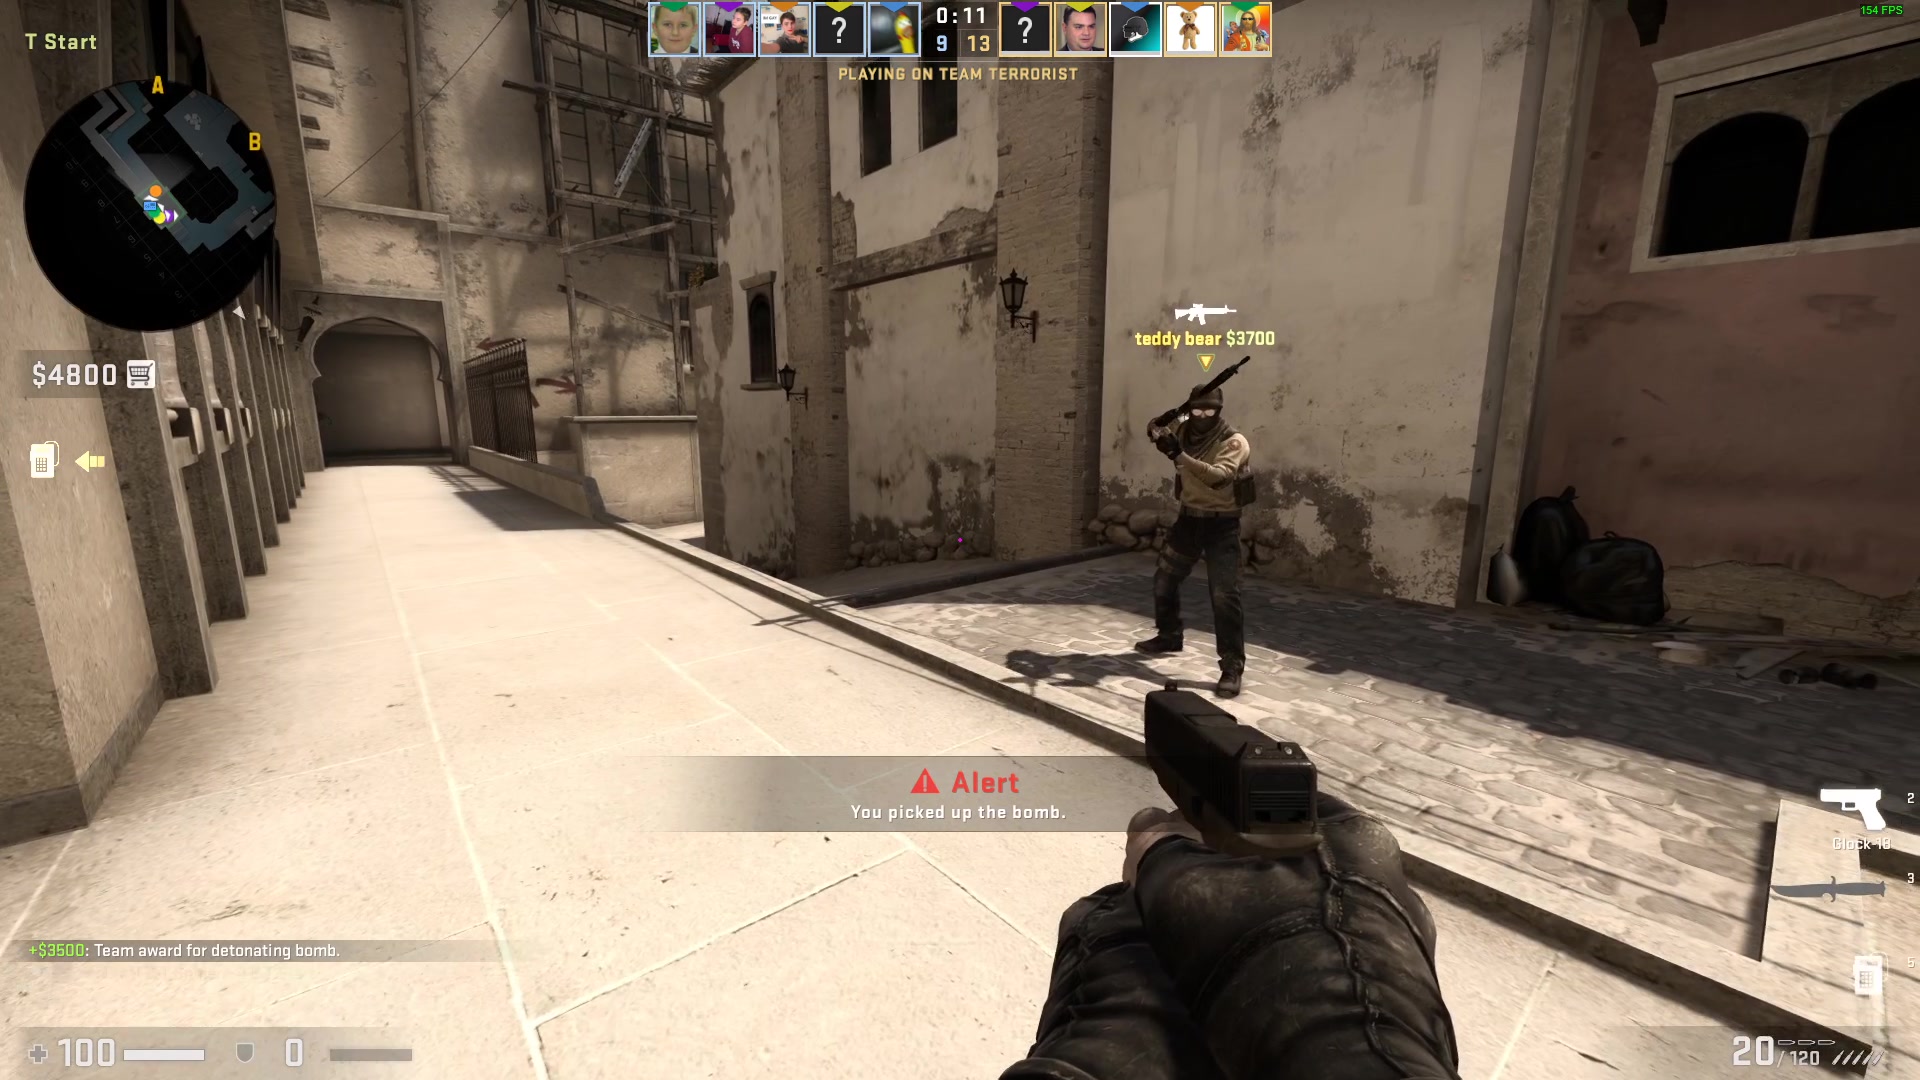 154 FPS
T Start
0:11
9 13
PLAYING ON TEAM TERRORIST
A
B
teddy bear $3700
$4800
Alert
You picked up the bomb.
2
Glock-18
3
+$3500: Team award for detonating bomb.
5
100
0
20 / 120